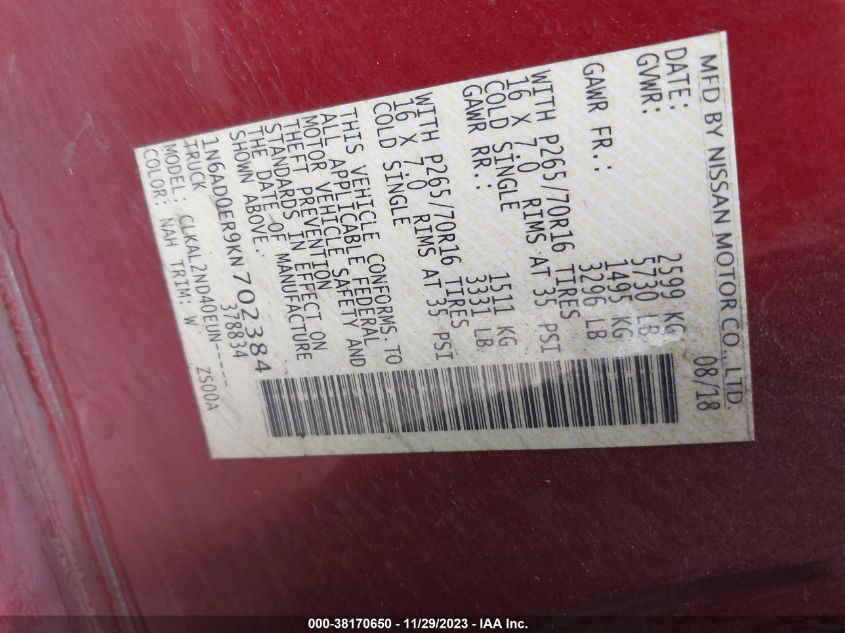 MFD BY NISSAN MOTOR CO., LTD.
DATE: 08/18
GVWR: 2599 KG
5730 LB
GAWR FR.: 1495 KG
3296 LB
WITH P265/70R16 TIRES
16 X 7.0 RIMS AT 35 PSI
COLD SINGLE
GAWR RR.: 1511 KG
3331 LB
WITH P265/70R16 TIRES
16 X 7.0 RIMS AT 35 PSI
COLD SINGLE
THIS VEHICLE CONFORMS TO
ALL APPLICABLE FEDERAL
MOTOR VEHICLE SAFETY AND
THEFT PREVENTION
STANDARDS IN EFFECT ON
THE DATE OF MANUFACTURE
SHOWN ABOVE.
1N6AD0ER9KN702384
TRUCK 378834
MODEL: CLKAL2ND40EUN-----
COLOR: NAH TRIM: W ZS00A
000-38170650 - 11/29/2023 - IAA Inc.